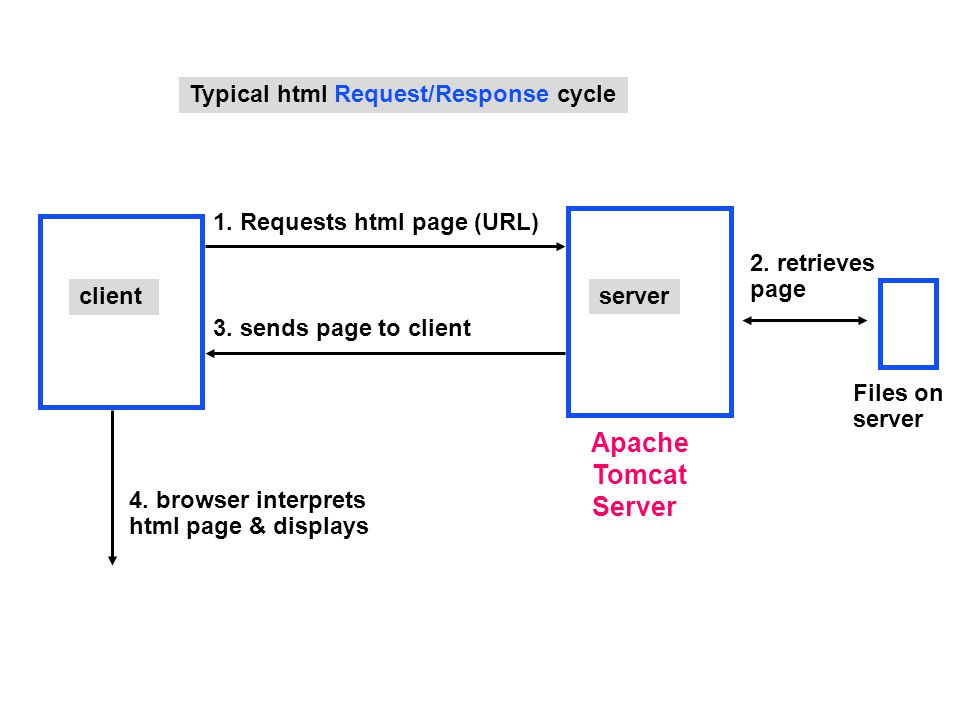 Typical html Request/Response cycle
1. Requests html page (URL)
2. retrieves
page
client
server
3. sends page to client
Files on
server
Apache
Tomcat
Server
4. browser interprets
html page & displays